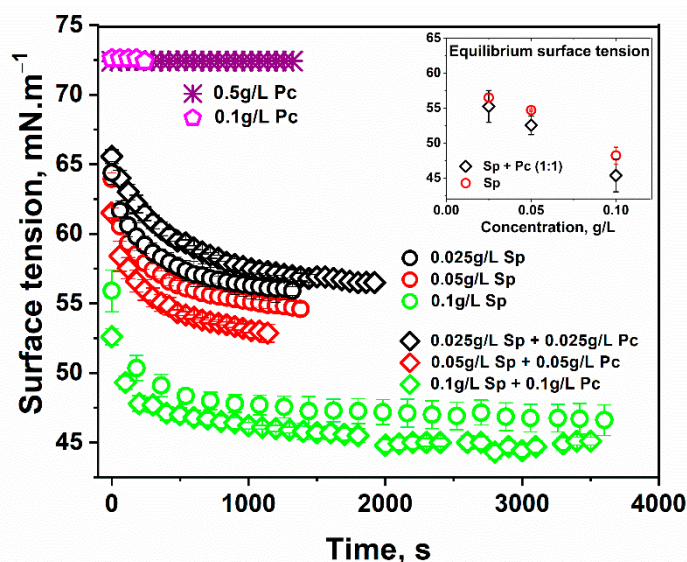 Surface tension, mN.m⁻¹
75
70
65
60
55
50
45
0
1000
2000
3000
4000
Time, s
0.5g/L Pc
0.1g/L Pc
Equilibrium surface tension
65
60
55
50
45
0.00
0.05
0.10
Concentration, g/L
Sp + Pc (1:1)
Sp
0.025g/L Sp
0.05g/L Sp
0.1g/L Sp
0.025g/L Sp + 0.025g/L Pc
0.05g/L Sp + 0.05g/L Pc
0.1g/L Sp + 0.1g/L Pc